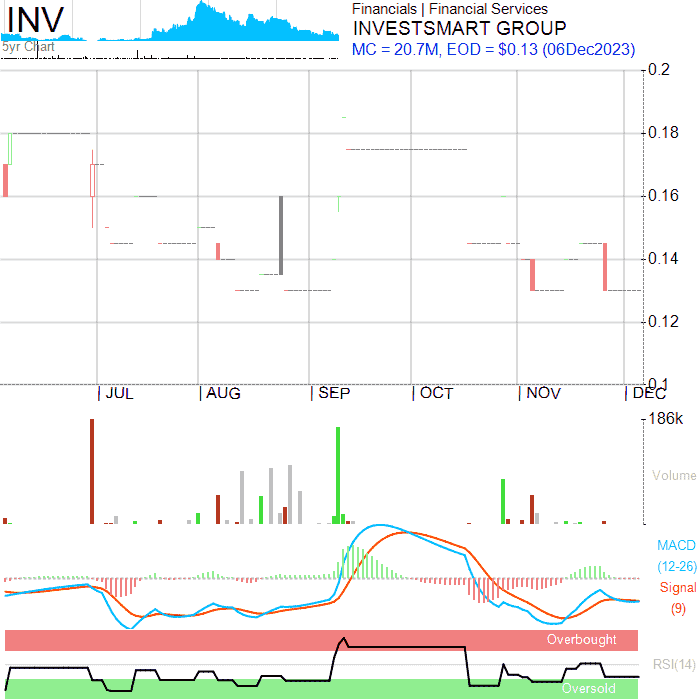 INV
5yr Chart
Financials | Financial Services
INVESTSMART GROUP
MC = 20.7M, EOD = $0.13 (06Dec2023)
0.2
0.18
0.16
0.14
0.12
0.1
JUL
AUG
SEP
OCT
NOV
DEC
186k
Volume
MACD
(12-26)
Signal
(9)
Overbought
RSI(14)
Oversold